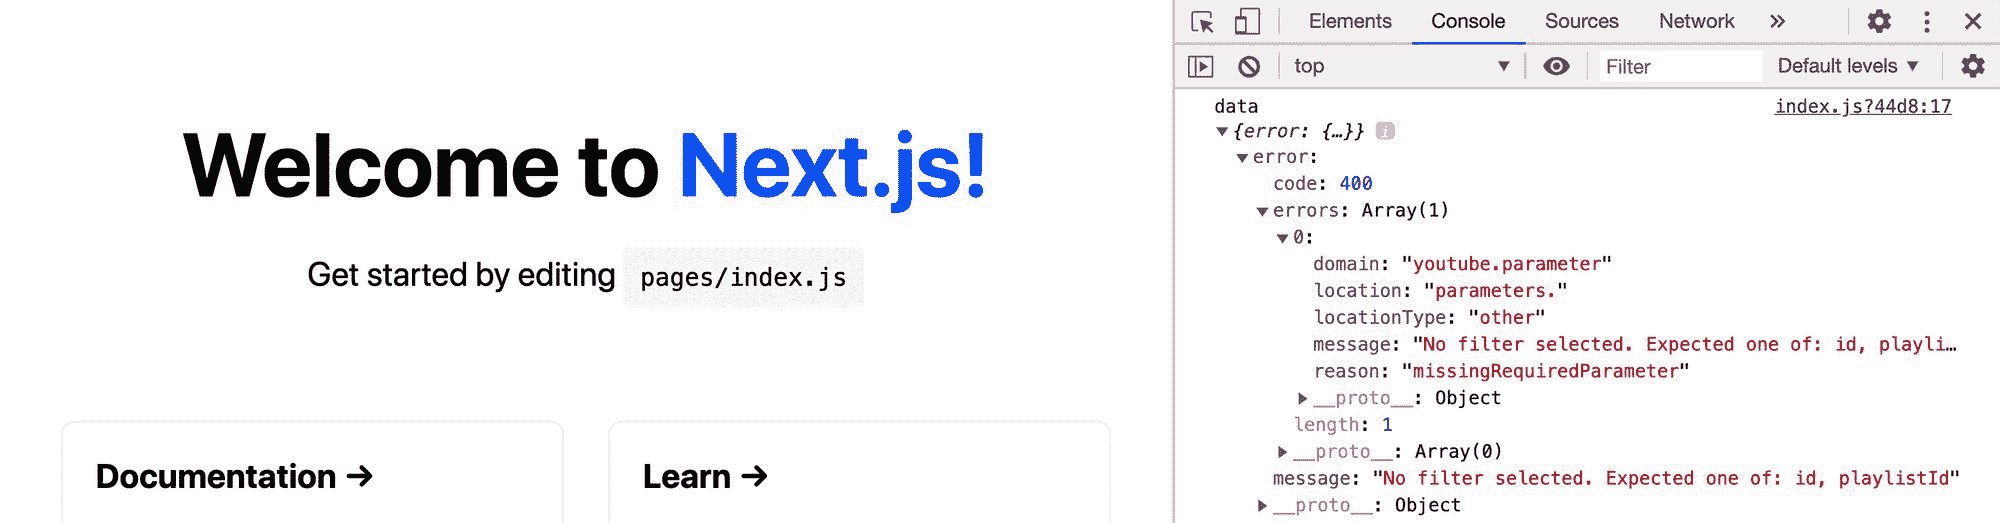 Welcome to Next.js!
Get started by editing pages/index.js
Documentation →
Learn →
Elements Console Sources Network »
top ▼ Filter Default levels ▼
data index.js?44d8:17
▼{error: {…}} i
▼error:
code: 400
▼errors: Array(1)
▼0:
domain: "youtube.parameter"
location: "parameters."
locationType: "other"
message: "No filter selected. Expected one of: id, playli…
reason: "missingRequiredParameter"
▶__proto__: Object
length: 1
▶__proto__: Array(0)
message: "No filter selected. Expected one of: id, playlistId"
▶__proto__: Object